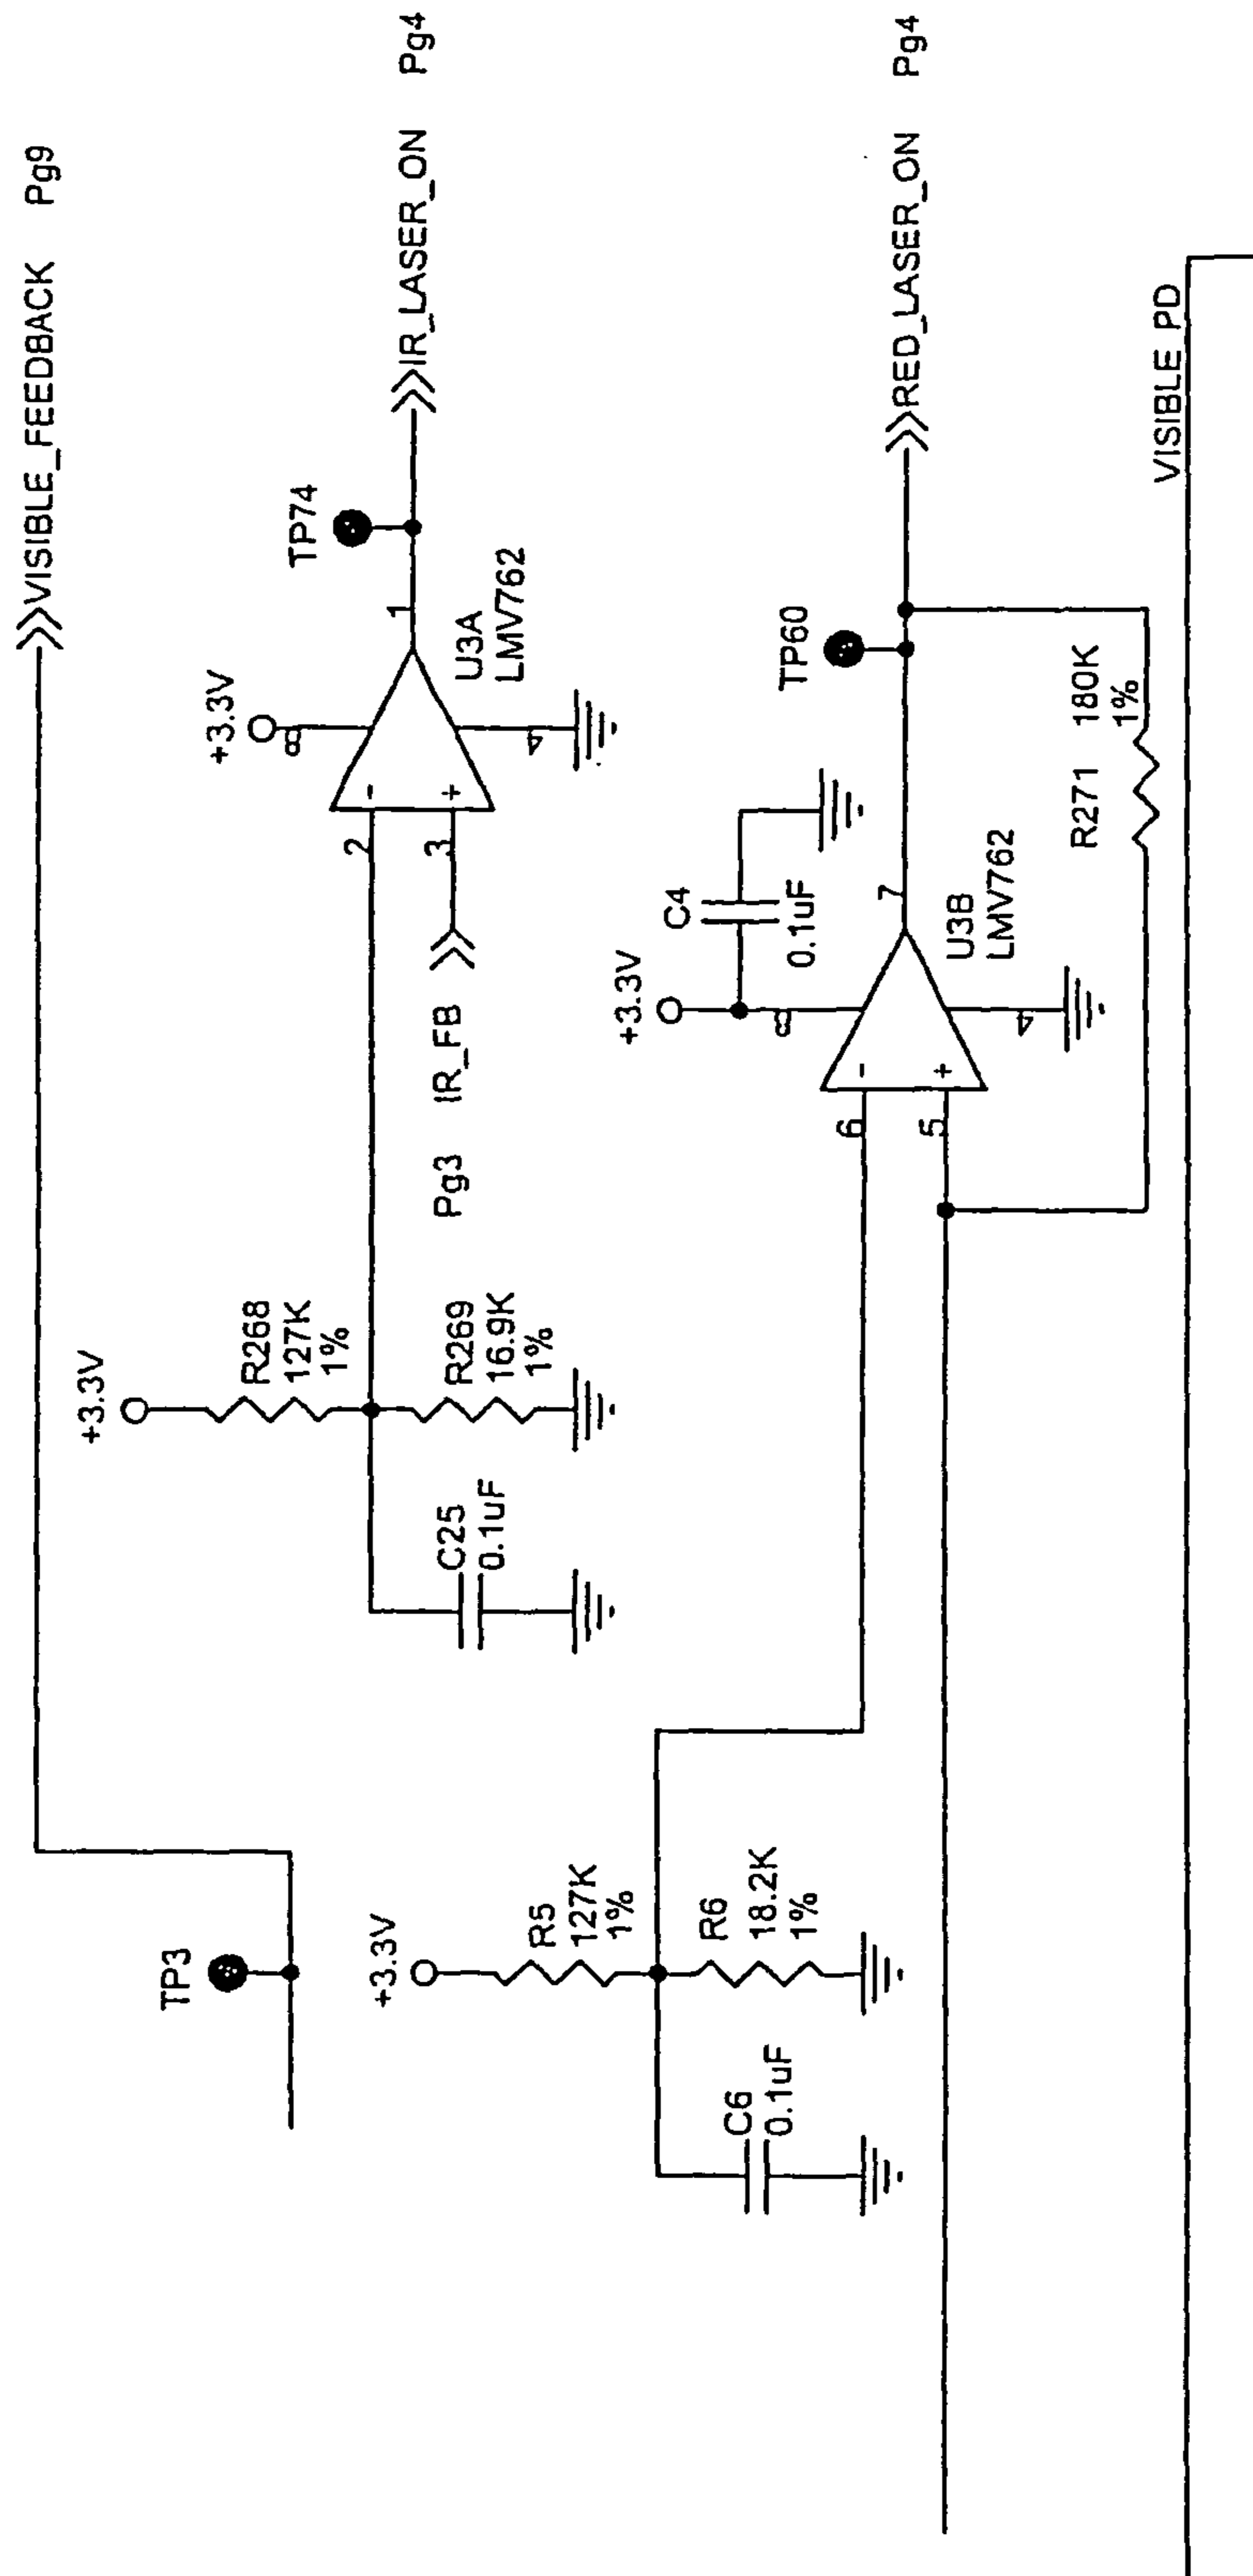 VISIBLE_FEEDBACK Pg9
TP3
+3.3V
R268
127K
1%
R269
16.9K
1%
C25
0.1uF
+3.3V
8
2
-
3
+
4
1
U3A
LMV762
TP74
IR_LASER_ON Pg4
Pg3 IR_FB
+3.3V
R5
127K
1%
R6
18.2K
1%
C6
0.1uF
+3.3V
C4
0.1uF
8
6
-
5
+
4
7
U3B
LMV762
TP60
RED_LASER_ON Pg4
R271 180K
1%
VISIBLE PD